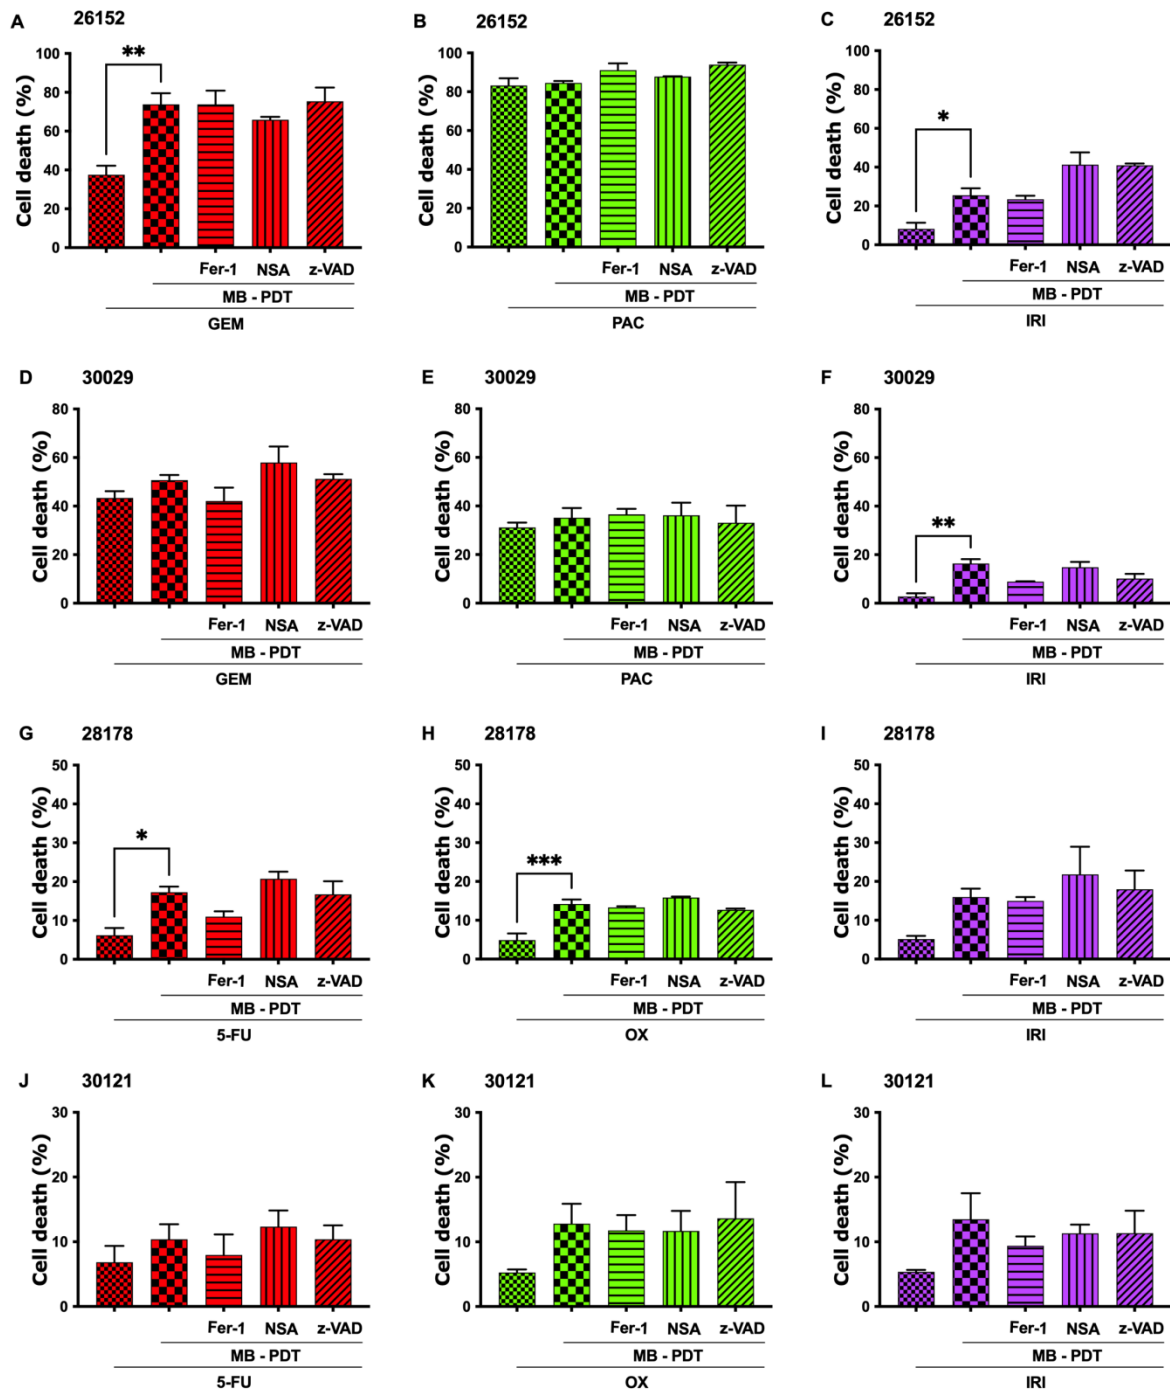 A 26152
Cell death (%)
100
80
60
40
20
0
**
Fer-1 NSA z-VAD
MB - PDT
GEM
B 26152
Cell death (%)
100
80
60
40
20
0
Fer-1 NSA z-VAD
MB - PDT
PAC
C 26152
Cell death (%)
100
80
60
40
20
0
*
Fer-1 NSA z-VAD
MB - PDT
IRI
D 30029
Cell death (%)
80
60
40
20
0
Fer-1 NSA z-VAD
MB - PDT
GEM
E 30029
Cell death (%)
80
60
40
20
0
Fer-1 NSA z-VAD
MB - PDT
PAC
F 30029
Cell death (%)
80
60
40
20
0
**
Fer-1 NSA z-VAD
MB - PDT
IRI
G 28178
Cell death (%)
50
40
30
20
10
0
*
Fer-1 NSA z-VAD
MB - PDT
5-FU
H 28178
Cell death (%)
50
40
30
20
10
0
***
Fer-1 NSA z-VAD
MB - PDT
OX
I 28178
Cell death (%)
50
40
30
20
10
0
Fer-1 NSA z-VAD
MB - PDT
IRI
J 30121
Cell death (%)
30
20
10
0
Fer-1 NSA z-VAD
MB - PDT
5-FU
K 30121
Cell death (%)
30
20
10
0
Fer-1 NSA z-VAD
MB - PDT
OX
L 30121
Cell death (%)
30
20
10
0
Fer-1 NSA z-VAD
MB - PDT
IRI